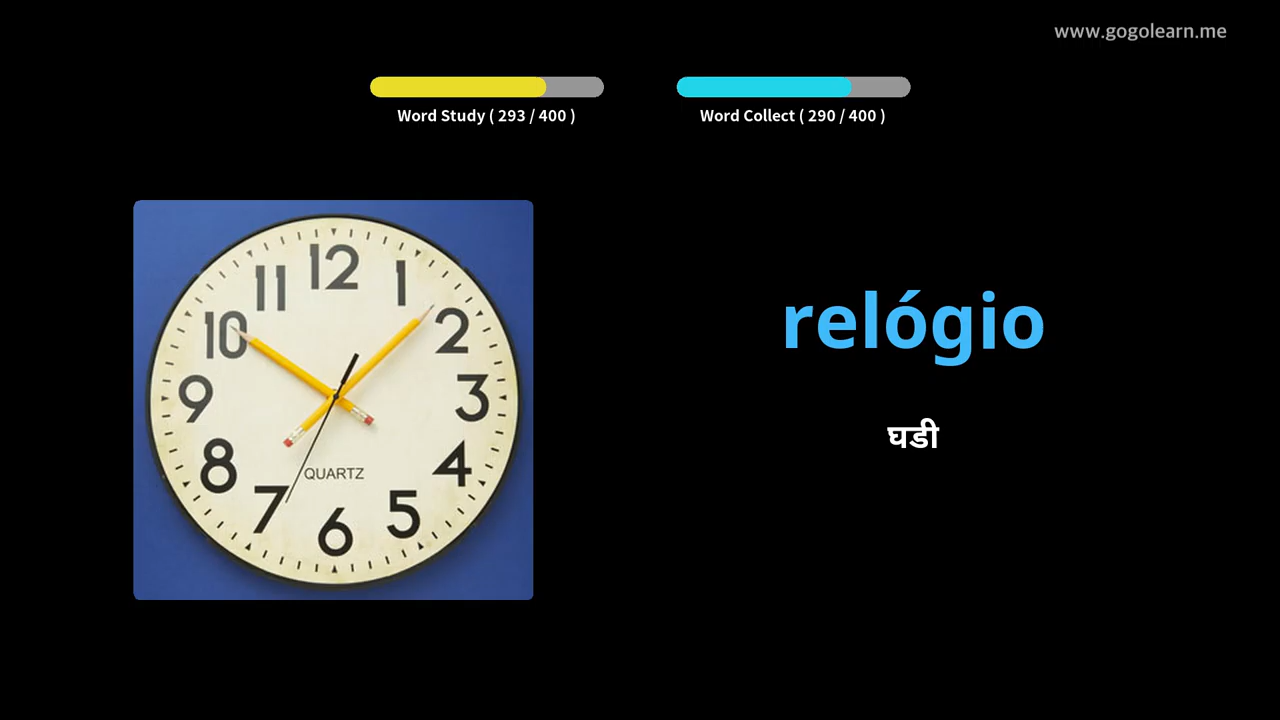 www.gogolearn.me
Word Study ( 293 / 400 )
Word Collect ( 290 / 400 )
12
11
1
10
2
9
3
8
4
QUARTZ
7
5
6
relógio
घडी